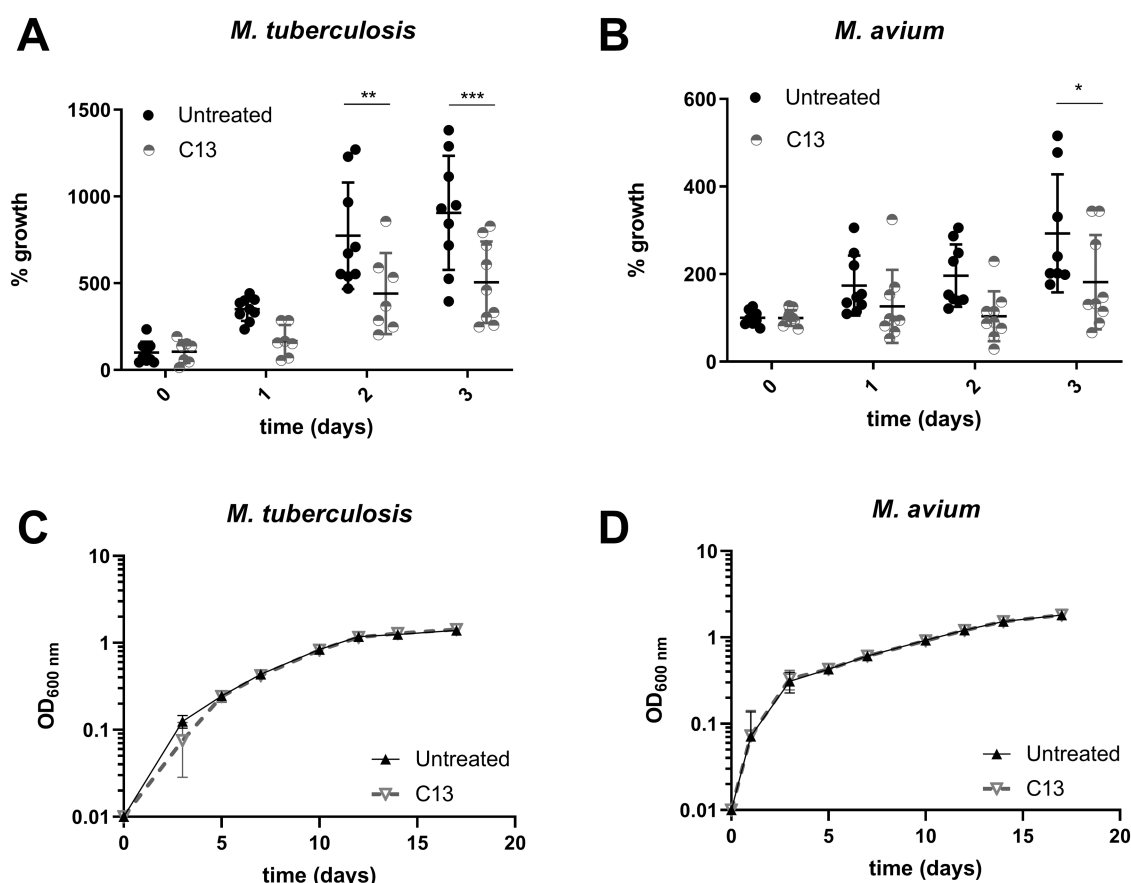 A
M. tuberculosis
1500
1000
500
0
% growth
Untreated
C13
**
***
0
1
2
3
time (days)
B
M. avium
600
400
200
0
% growth
Untreated
C13
*
0
1
2
3
time (days)
C
M. tuberculosis
10
1
0.1
0.01
OD600 nm
Untreated
C13
0
5
10
15
20
time (days)
D
M. avium
10
1
0.1
0.01
OD600 nm
Untreated
C13
0
5
10
15
20
time (days)